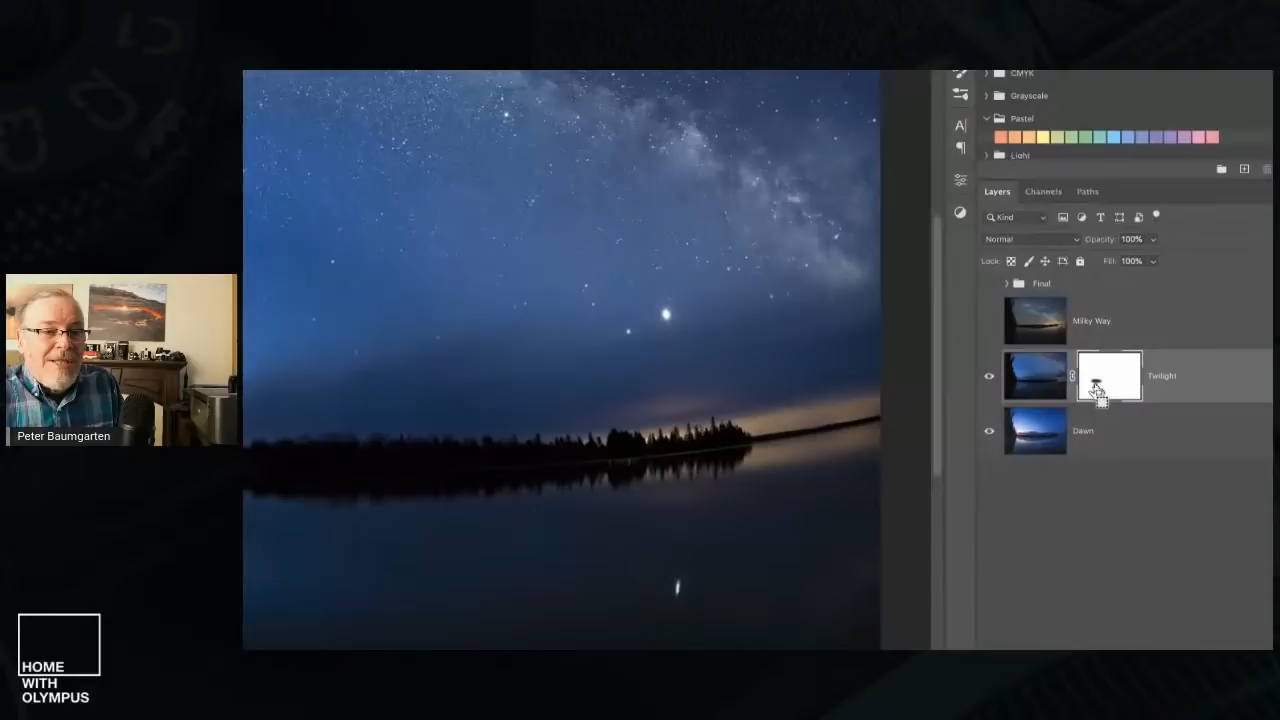 CMYK
Grayscale
Pastel
Light
Layers Channels Paths
Kind
Normal Opacity: 100%
Lock: Fill: 100%
Final
Milky Way
Twilight
Dawn
Peter Baumgarten
HOME
WITH
OLYMPUS